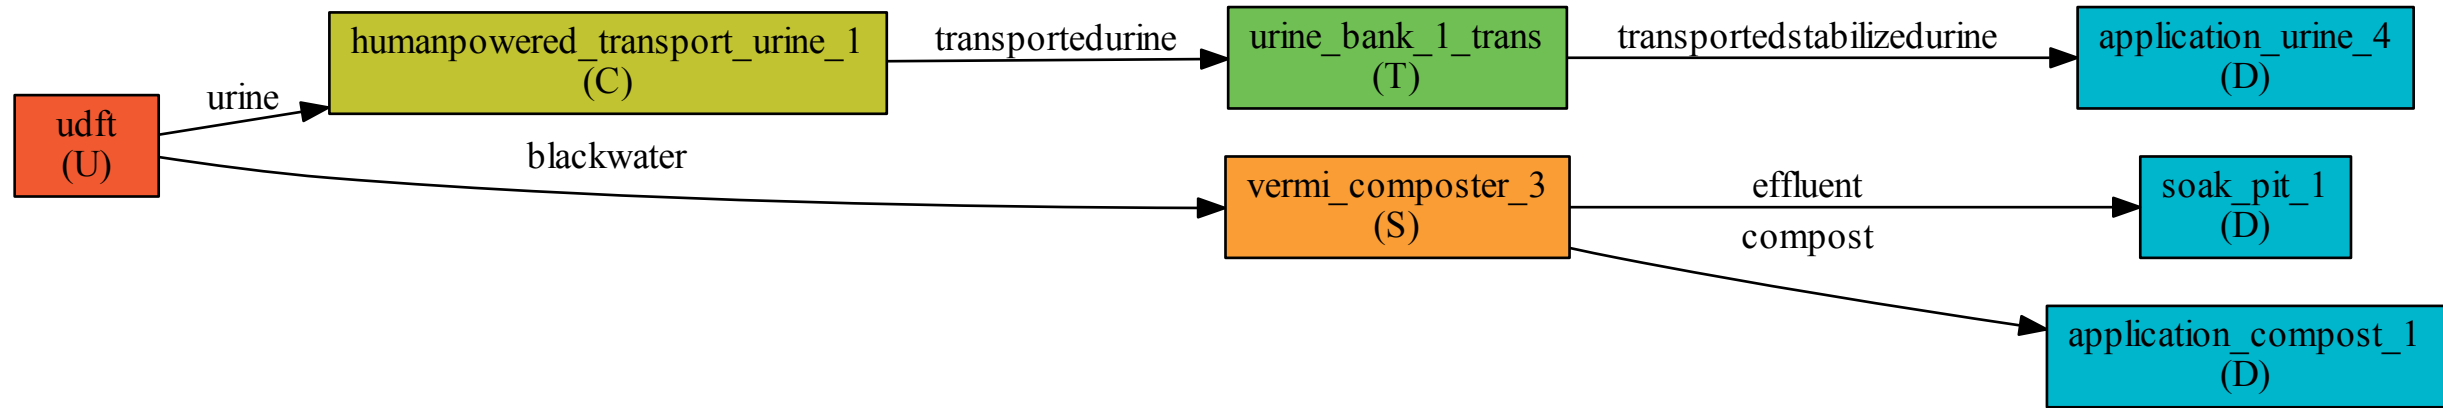 udft
(U)
urine
blackwater
humanpowered_transport_urine_1
(C)
transportedurine
urine_bank_1_trans
(T)
transportedstabilizedurine
application_urine_4
(D)
vermi_composter_3
(S)
effluent
compost
soak_pit_1
(D)
application_compost_1
(D)